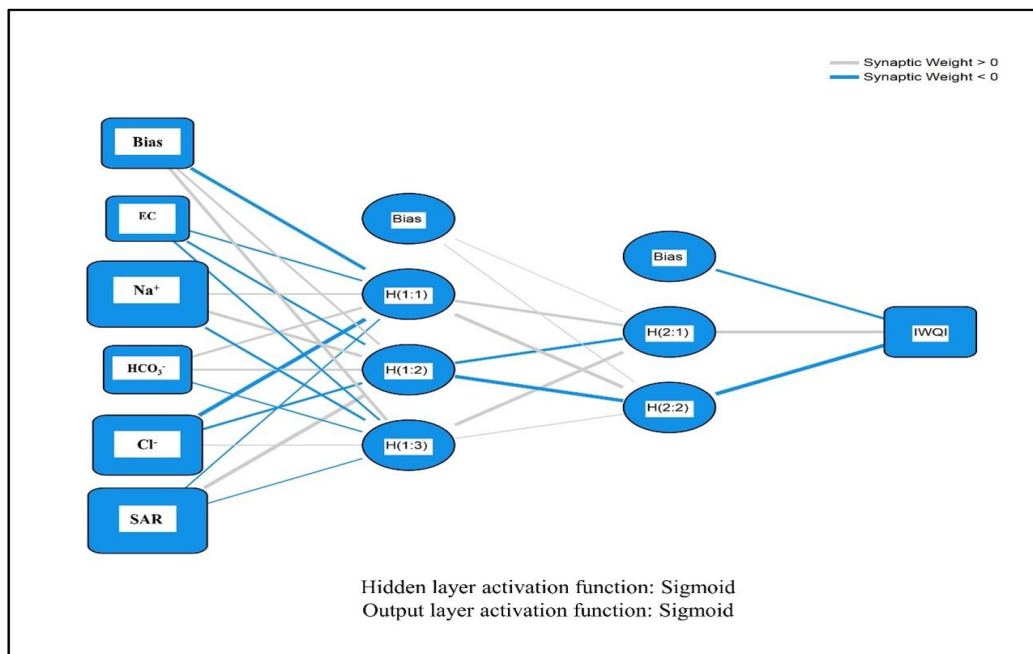 Synaptic Weight > 0
Synaptic Weight < 0
Bias
EC
Na⁺
HCO₃⁻
Cl⁻
SAR
Bias
H(1:1)
H(1:2)
H(1:3)
Bias
H(2:1)
H(2:2)
IWQI
Hidden layer activation function: Sigmoid
Output layer activation function: Sigmoid